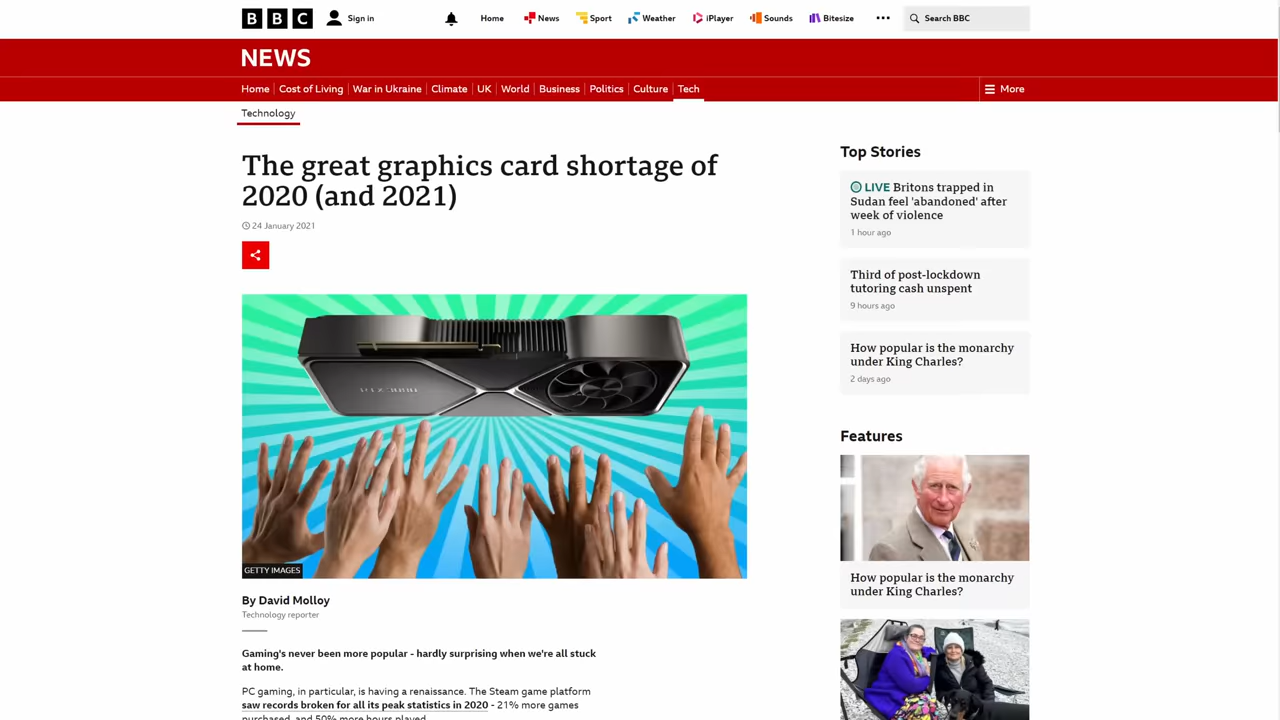 BBC
Sign in
Home
News
Sport
Weather
iPlayer
Sounds
Bitesize
Search BBC
NEWS
Home
Cost of Living
War in Ukraine
Climate
UK
World
Business
Politics
Culture
Tech
More
Technology
The great graphics card shortage of
2020 (and 2021)
24 January 2021
GETTY IMAGES
By David Molloy
Technology reporter
Gaming's never been more popular - hardly surprising when we're all stuck
at home.
PC gaming, in particular, is having a renaissance. The Steam game platform
saw records broken for all its peak statistics in 2020 - 21% more games
purchased, and 50% more hours played.
Top Stories
LIVE Britons trapped in
Sudan feel 'abandoned' after
week of violence
1 hour ago
Third of post-lockdown
tutoring cash unspent
9 hours ago
How popular is the monarchy
under King Charles?
2 days ago
Features
How popular is the monarchy
under King Charles?